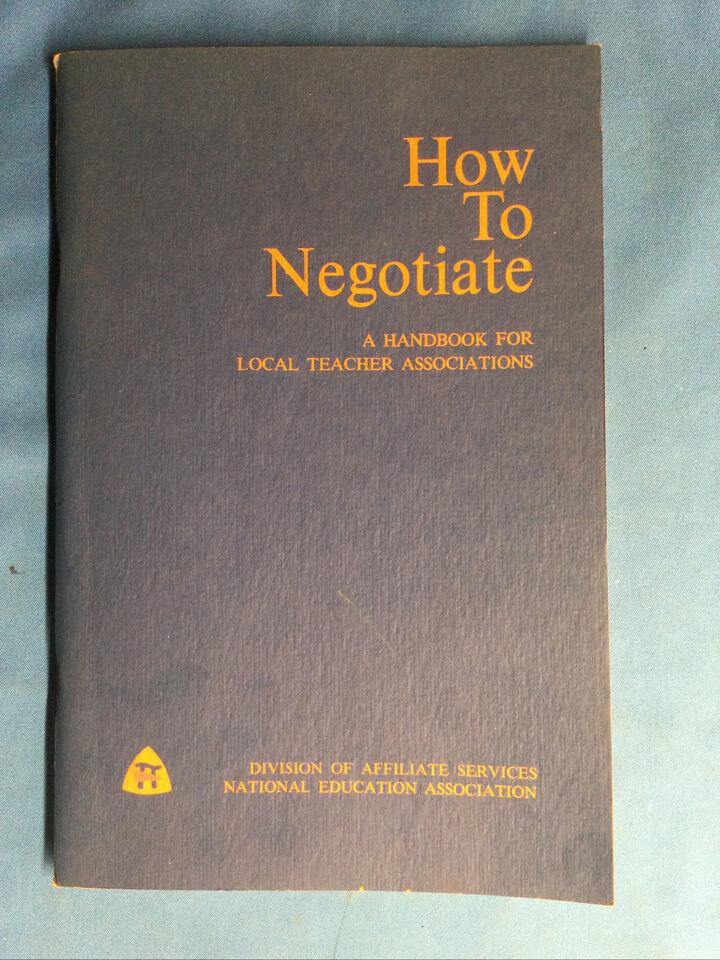 How
To
Negotiate
A HANDBOOK FOR
LOCAL TEACHER ASSOCIATIONS
DIVISION OF AFFILIATE SERVICES
NATIONAL EDUCATION ASSOCIATION